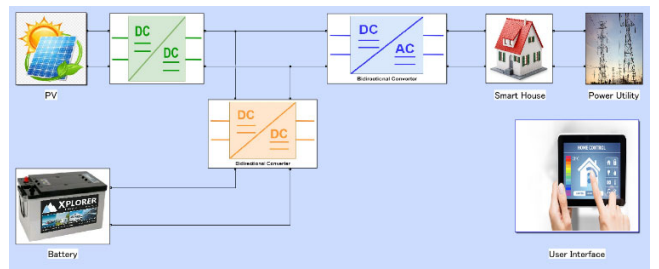 DC
DC
DC
AC
Bidirectional Converter
PV
Smart House
Power Utility
DC
DC
Bidirectional Converter
HOME CONTROL
XPLORER
Battery
User Interface